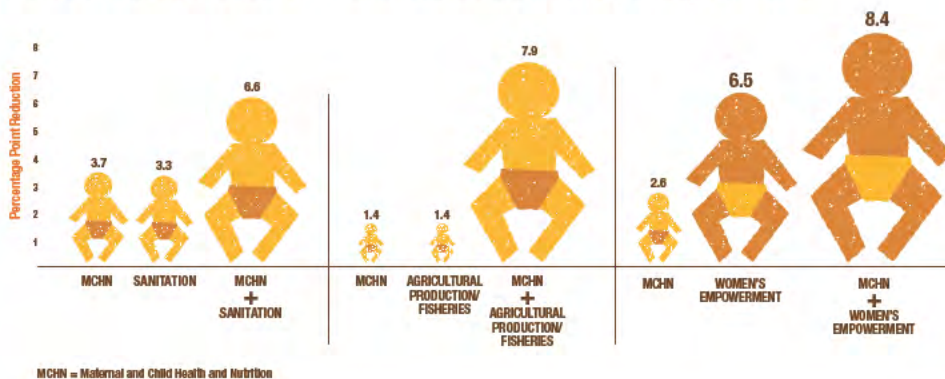 Percentage Point Reduction
8
7
6
5
4
3
2
1
3.7
3.3
6.6
1.4
1.4
7.9
2.6
6.5
8.4
MCHN
SANITATION
MCHN
+
SANITATION
MCHN
AGRICULTURAL
PRODUCTION/
FISHERIES
MCHN
+
AGRICULTURAL
PRODUCTION/
FISHERIES
MCHN
WOMEN'S
EMPOWERMENT
MCHN
+
WOMEN'S
EMPOWERMENT
MCHN = Maternal and Child Health and Nutrition